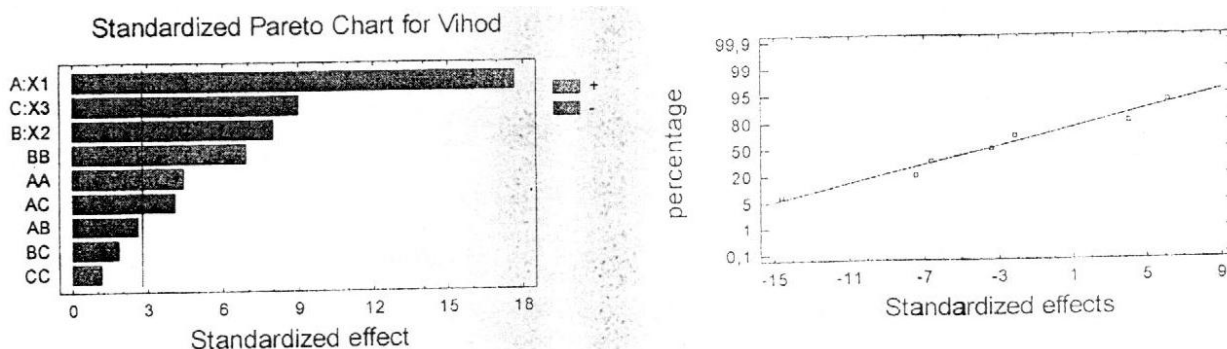 Standardized Pareto Chart for Vihod
A:X1
C:X3
B:X2
BB
AA
AC
AB
BC
CC
+
-
0 3 6 9 12 15 18
Standardized effect
99,9
99
95
80
50
20
5
1
0,1
percentage
-15 -11 -7 -3 1 5 9
Standardized effects